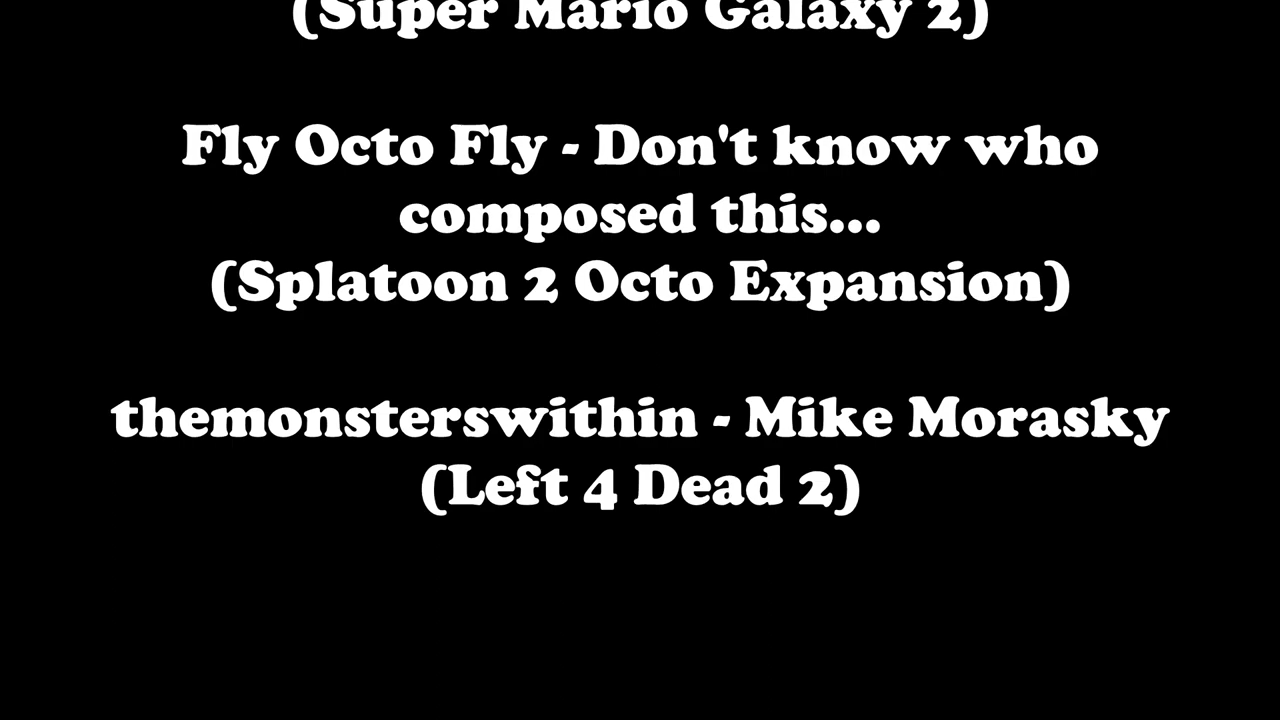 (Super Mario Galaxy 2)
Fly Octo Fly - Don't know who
composed this...
(Splatoon 2 Octo Expansion)
themonsterswithin - Mike Morasky
(Left 4 Dead 2)